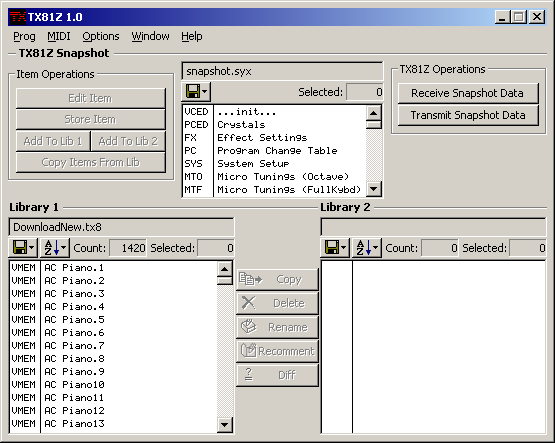 TX TX81Z 1.0
Prog MIDI Options Window Help
TX81Z Snapshot
Item Operations
Edit Item
Store Item
Add To Lib 1 Add To Lib 2
Copy Items From Lib
snapshot.syx
Selected: 0
VCED ...init...
PCED Crystals
FX Effect Settings
PC Program Change Table
SYS System Setup
MTO Micro Tunings (Octave)
MTF Micro Tunings (FullKybd)
TX81Z Operations
Receive Snapshot Data
Transmit Snapshot Data
Library 1
DownloadNew.tx8
A Z Count: 1420 Selected: 0
VMEM AC Piano.1
VMEM AC Piano.2
VMEM AC Piano.3
VMEM AC Piano.4
VMEM AC Piano.5
VMEM AC Piano.6
VMEM AC Piano.7
VMEM AC Piano.8
VMEM AC Piano.9
VMEM AC Piano10
VMEM AC Piano11
VMEM AC Piano12
VMEM AC Piano13
Copy
Delete
Rename
Recomment
? Diff
Library 2
A Z Count: 0 Selected: 0